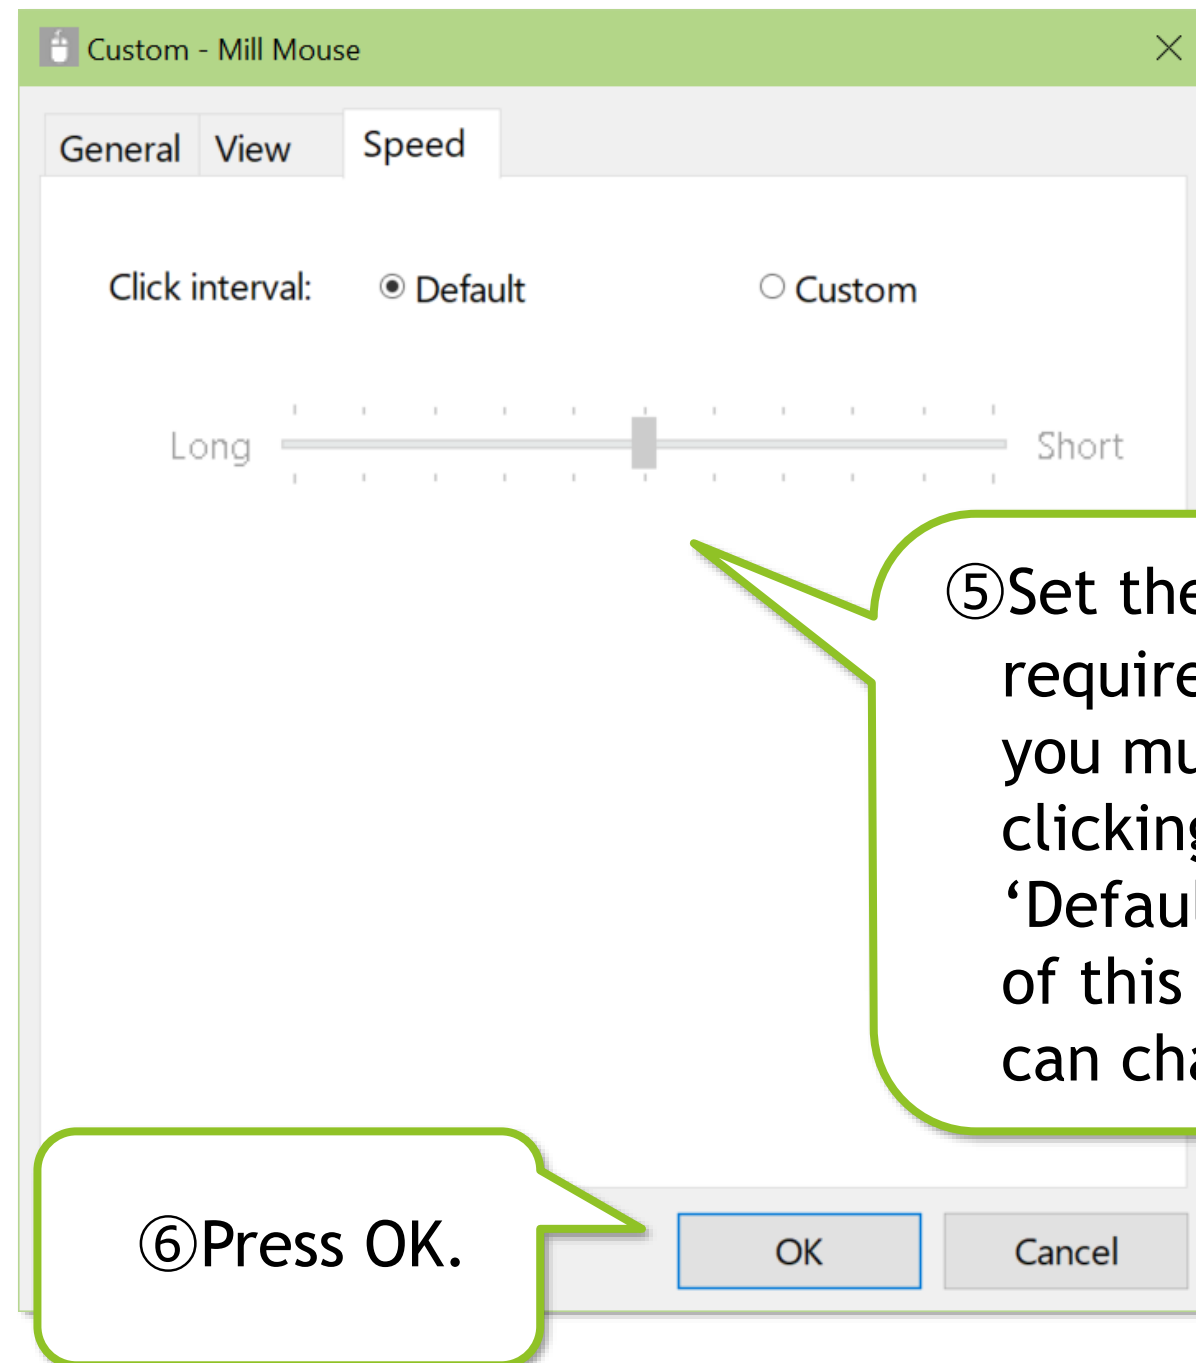 Custom - Mill Mouse
General View Speed
Click interval: Default Custom
Long Short
⑤Set the
require
you mu
clicking
‘Defaul
of this
can cha
⑥Press OK.
OK Cancel